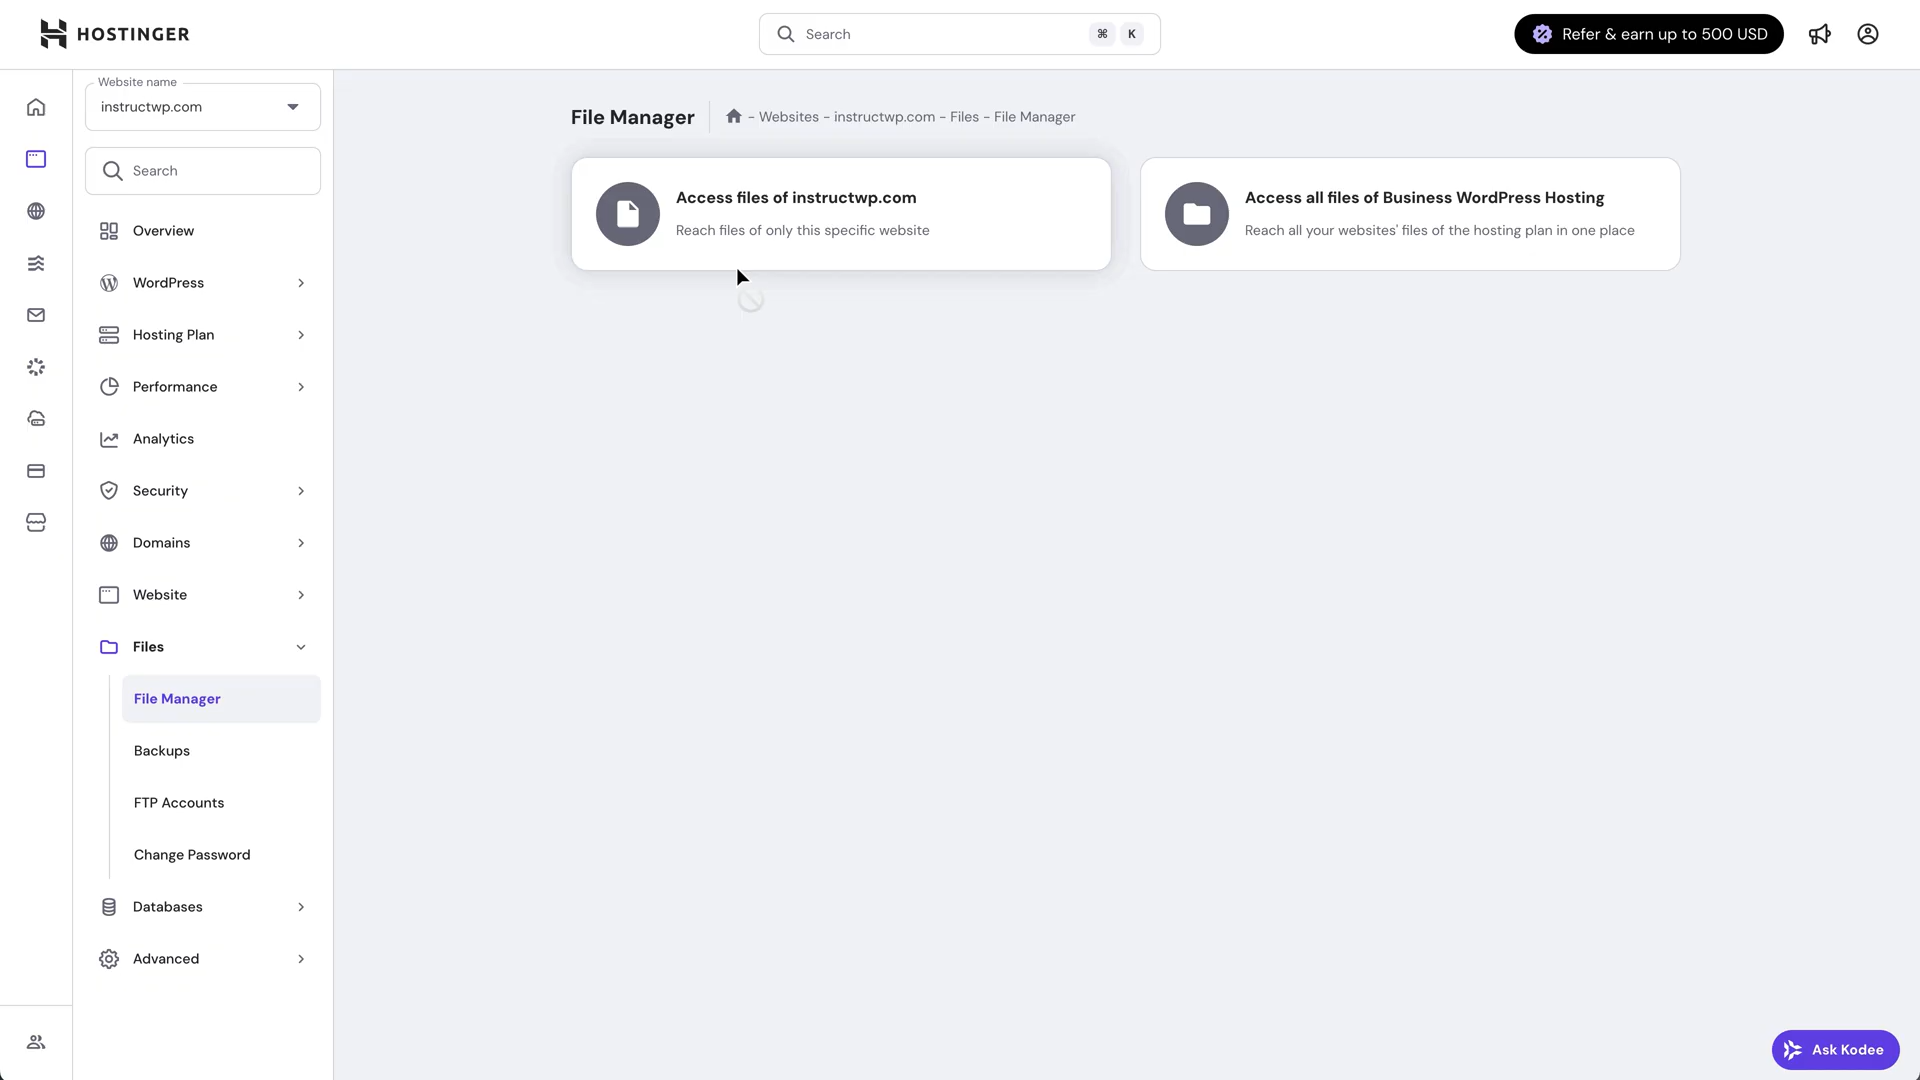 HOSTINGER
Search
⌘ K
Refer & earn up to 500 USD
Website name
instructwp.com
Search
Overview
WordPress
Hosting Plan
Performance
Analytics
Security
Domains
Website
Files
File Manager
Backups
FTP Accounts
Change Password
Databases
Advanced
File Manager
- Websites - instructwp.com - Files - File Manager
Access files of instructwp.com
Reach files of only this specific website
Access all files of Business WordPress Hosting
Reach all your websites' files of the hosting plan in one place
Ask Kodee